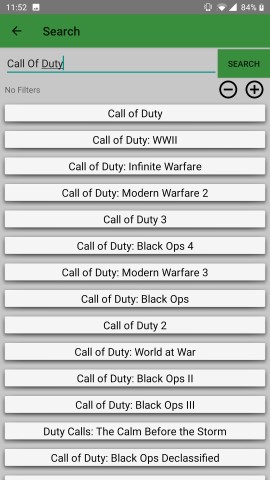 11:52
84%
Search
Call Of Duty
SEARCH
No Filters
Call of Duty
Call of Duty: WWII
Call of Duty: Infinite Warfare
Call of Duty: Modern Warfare 2
Call of Duty 3
Call of Duty: Black Ops 4
Call of Duty: Modern Warfare 3
Call of Duty: Black Ops
Call of Duty 2
Call of Duty: World at War
Call of Duty: Black Ops II
Call of Duty: Black Ops III
Duty Calls: The Calm Before the Storm
Call of Duty: Black Ops Declassified